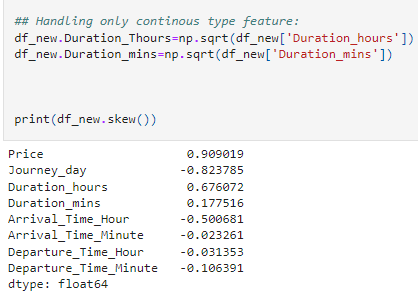 ## Handling only continous type feature:
df_new.Duration_Thours=np.sqrt(df_new['Duration_hours'])
df_new.Duration_mins=np.sqrt(df_new['Duration_mins'])
print(df_new.skew())
Price 0.909019
Journey_day -0.823785
Duration_hours 0.676072
Duration_mins 0.177516
Arrival_Time_Hour -0.500681
Arrival_Time_Minute -0.023261
Departure_Time_Hour -0.031353
Departure_Time_Minute -0.106391
dtype: float64